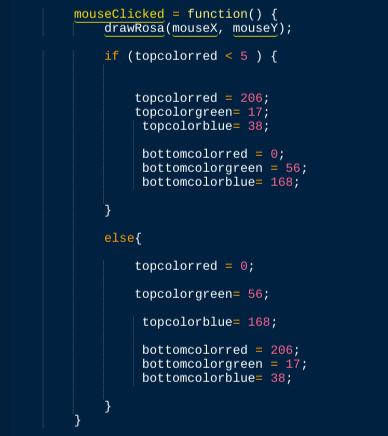 mouseClicked = function() {
drawRosa(mouseX, mouseY);
if (topcolorred < 5 ) {
topcolorred = 206;
topcolorgreen= 17;
topcolorblue= 38;
bottomcolorred = 0;
bottomcolorgreen = 56;
bottomcolorblue= 168;
}
else{
topcolorred = 0;
topcolorgreen= 56;
topcolorblue= 168;
bottomcolorred = 206;
bottomcolorgreen = 17;
bottomcolorblue= 38;
}
}